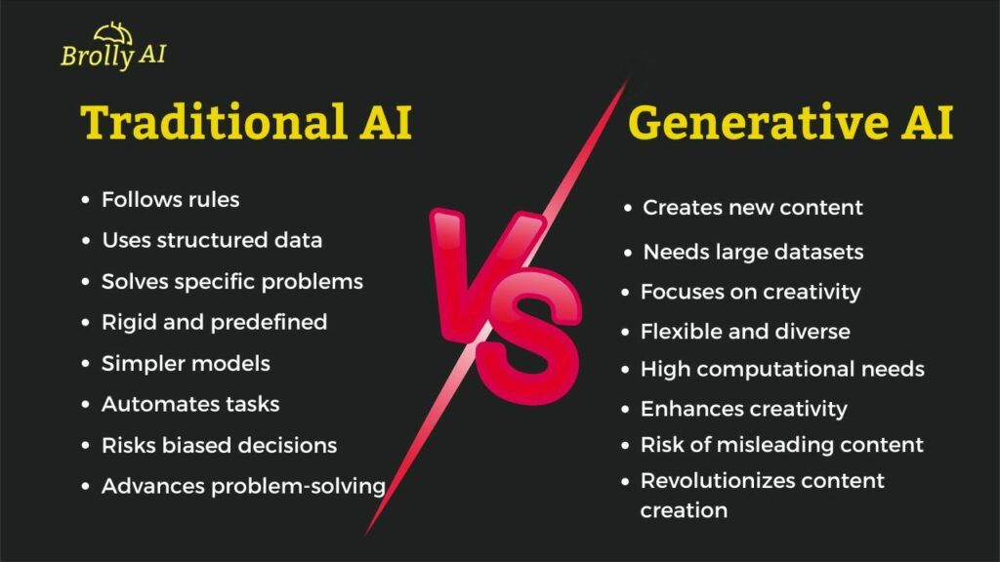 Brolly AI
Traditional AI
Follows rules
Uses structured data
Solves specific problems
Rigid and predefined
Simpler models
Automates tasks
Risks biased decisions
Advances problem-solving
VS
Generative AI
Creates new content
Needs large datasets
Focuses on creativity
Flexible and diverse
High computational needs
Enhances creativity
Risk of misleading content
Revolutionizes content
creation